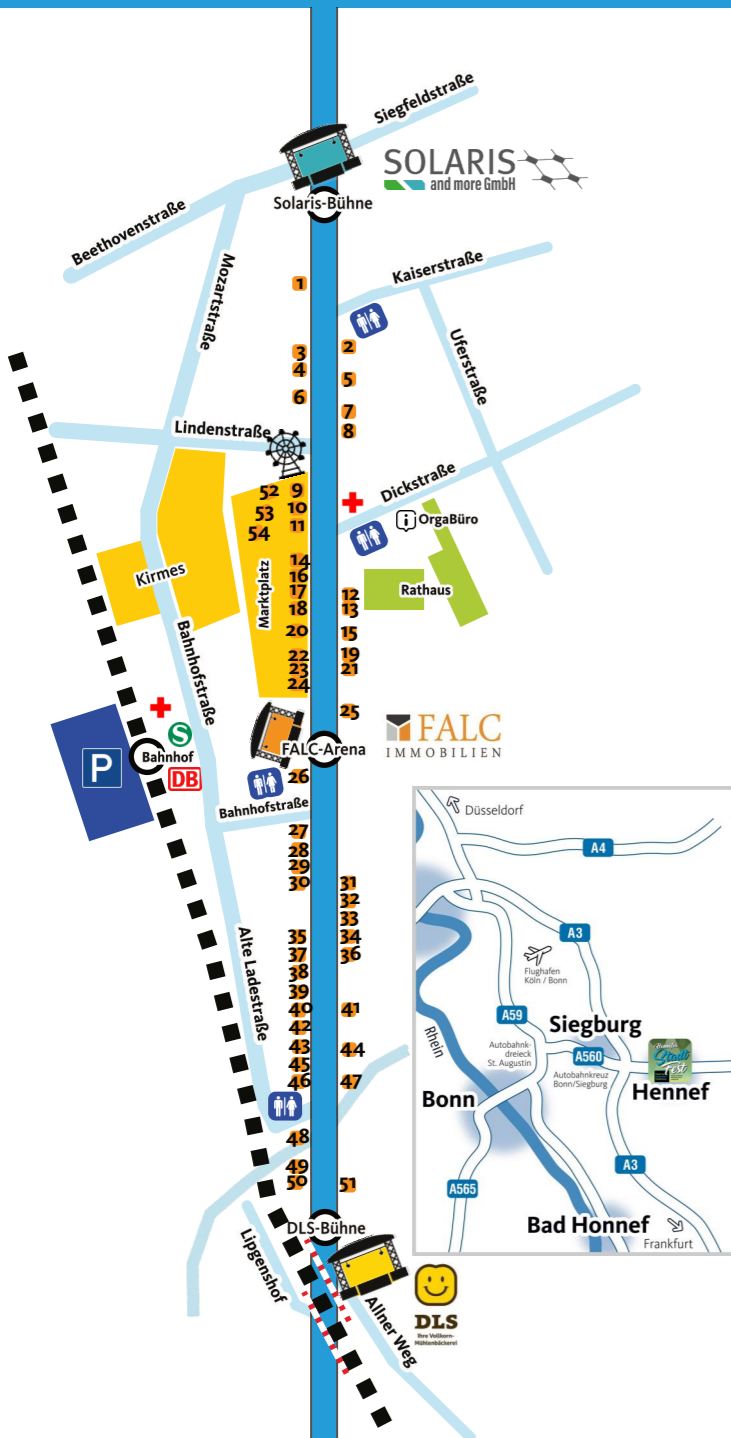 Siegfeldstraße
SOLARIS
and more GmbH
Solaris-Bühne
Beethovenstraße
Mozartstraße
Kaiserstraße
Uferstraße
1
2
3
4
5
6
7
8
Lindenstraße
Dickstraße
52
9
53
10
54
11
i OrgaBüro
Kirmes
Marktplatz
Rathaus
14
16
17
12
18
13
20
15
22
19
23
21
24
25
Bahnhofstraße
S
P
Bahnhof
DB
FALC-Arena
FALC
IMMOBILIEN
26
Bahnhofstraße
27
28
29
30
31
32
33
35
34
37
36
38
39
40
41
42
43
44
45
46
47
Alte Ladestraße
48
49
50
51
DLS-Bühne
Lipgenshof
Allner Weg
DLS
Ihre Vollkorn-
Mühlenbäckerei
Düsseldorf
A4
A3
Flughafen
Köln / Bonn
A59
Rhein
Siegburg
Autobahn-
dreieck
St. Augustin
A560
Autobahnkreuz
Bonn/Siegburg
Stadt
Fest
Hennef
Bonn
A3
A565
Bad Honnef
Frankfurt